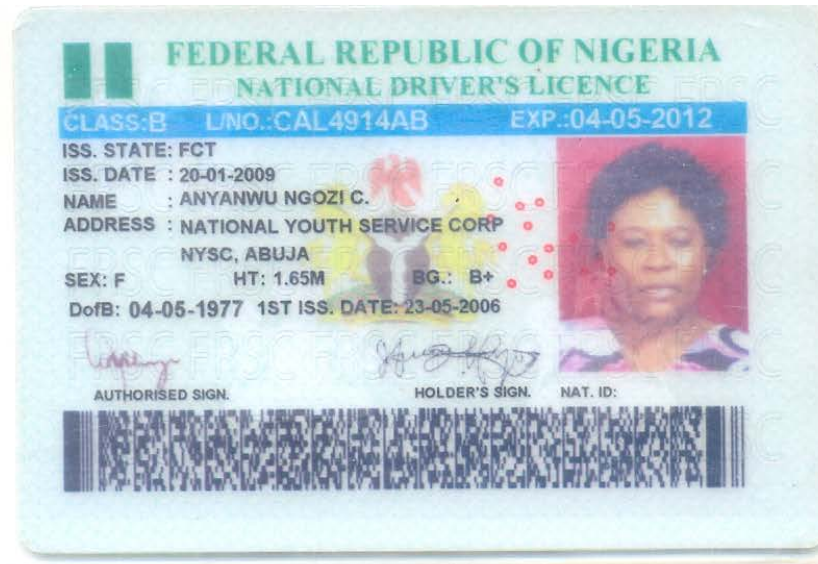 FEDERAL REPUBLIC OF NIGERIA
NATIONAL DRIVER'S LICENCE
CLASS:B L/NO.:CAL4914AB EXP.:04-05-2012
ISS. STATE: FCT
ISS. DATE : 20-01-2009
NAME : ANYANWU NGOZI C.
ADDRESS : NATIONAL YOUTH SERVICE CORP
NYSC, ABUJA
SEX: F HT: 1.65M BG.: B+
DofB: 04-05-1977 1ST ISS. DATE: 23-05-2006
AUTHORISED SIGN. HOLDER'S SIGN. NAT. ID: